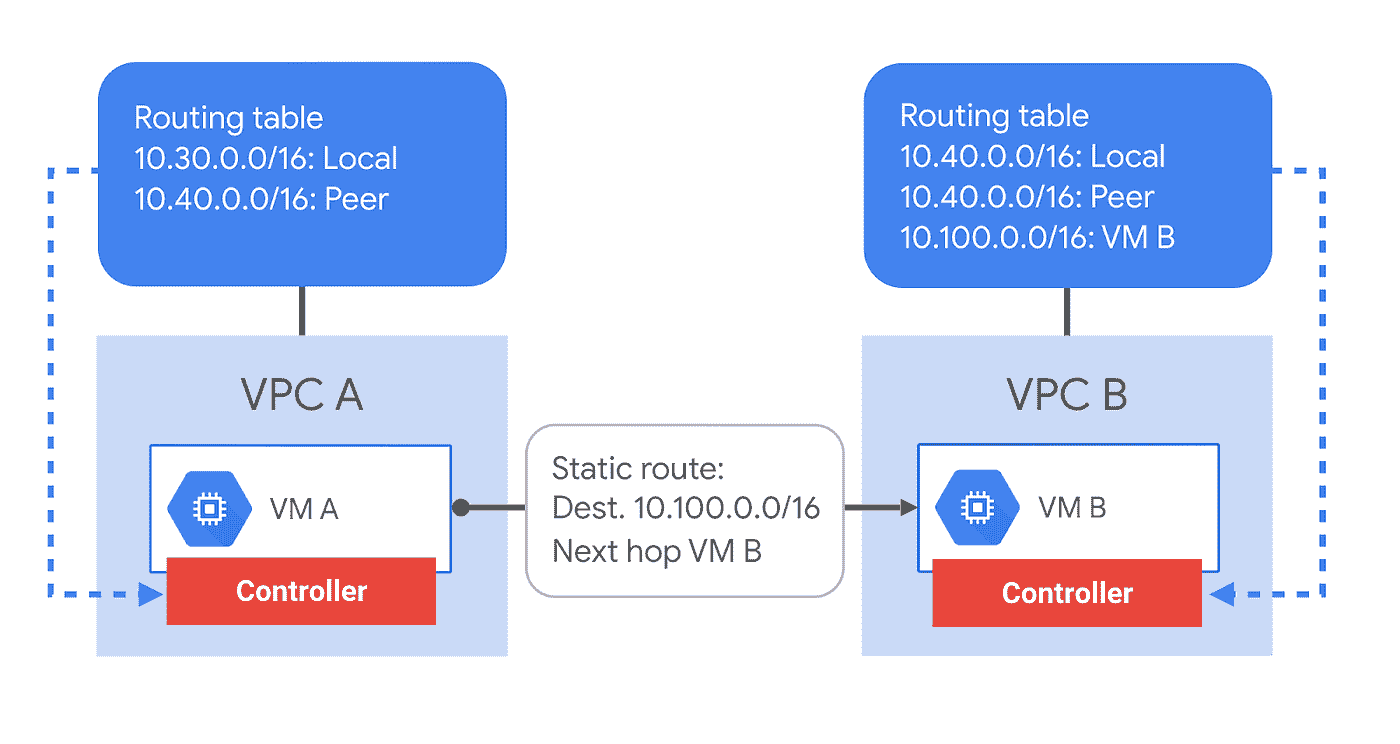 Routing table
10.30.0.0/16: Local
10.40.0.0/16: Peer
Routing table
10.40.0.0/16: Local
10.40.0.0/16: Peer
10.100.0.0/16: VM B
VPC A
VM A
Controller
Static route:
Dest. 10.100.0.0/16
Next hop VM B
VPC B
VM B
Controller